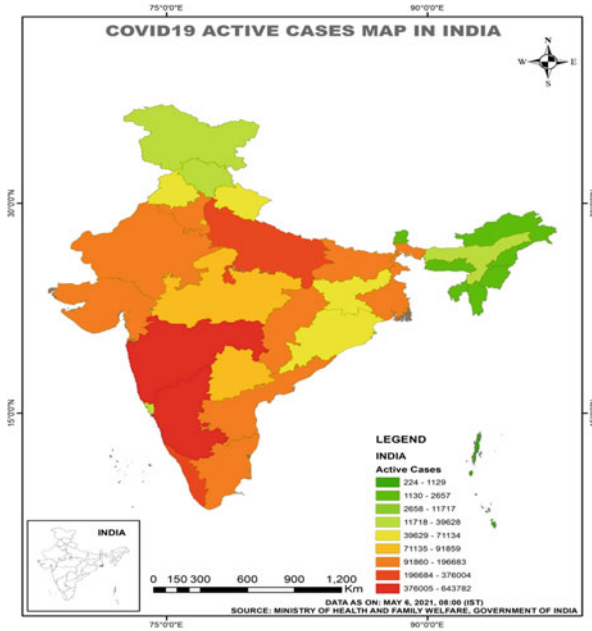 75°0'0"E 90°0'0"E
COVID19 ACTIVE CASES MAP IN INDIA
N
W E
S
30°0'0"N
15°0'0"N
LEGEND
INDIA
Active Cases
224 - 1129
1130 - 2657
2658 - 11717
11718 - 39628
39629 - 71134
71135 - 91859
91860 - 196683
196684 - 376004
376005 - 643782
INDIA
0 150 300 600 900 1,200
Km
DATA AS ON: MAY 6, 2021, 08:00 (IST)
SOURCE: MINISTRY OF HEALTH AND FAMILY WELFARE, GOVERNMENT OF INDIA
75°0'0"E 90°0'0"E